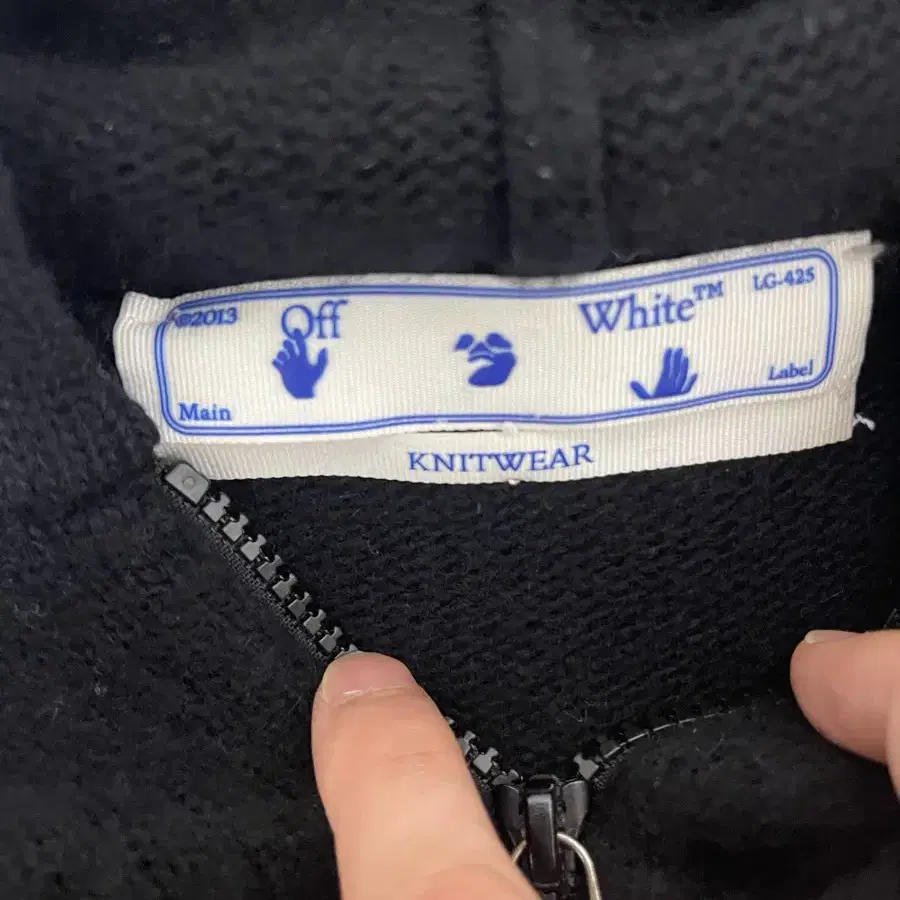 ©2013 Off White™ LG-425
Main Label
KNITWEAR